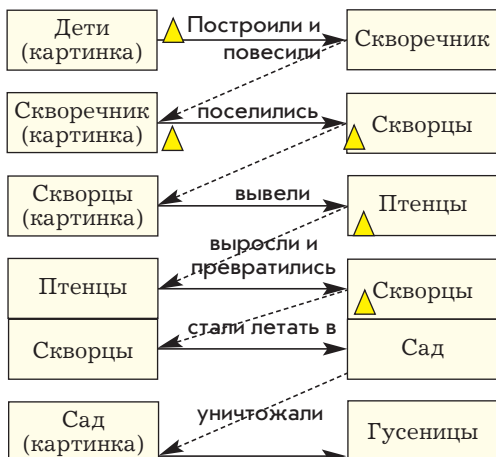 Дети
(картинка)
Построили и
повесили
Скворечник
Скворечник
(картинка)
поселились
Скворцы
Скворцы
(картинка)
вывели
Птенцы
Птенцы
выросли и
превратились
Скворцы
Скворцы
стали летать в
Сад
Сад
(картинка)
уничтожали
Гусеницы